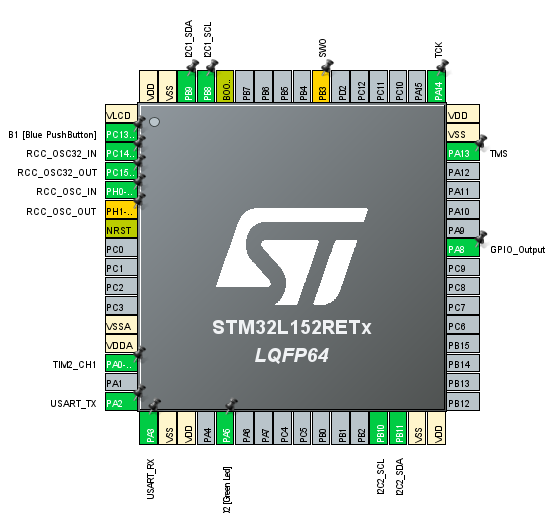 I2C1_SDA
I2C1_SCL
SWO
TCK
VDD
VSS
PB9
PB8
BOO..
PB7
PB6
PB5
PB4
PB3
PD2
PC12
PC11
PC10
PA15
PA14
VLCD
B1 [Blue PushButton] PC13..
RCC_OSC32_IN PC14..
RCC_OSC32_OUT PC15..
RCC_OSC_IN PH0-..
RCC_OSC_OUT PH1-..
NRST
PC0
PC1
PC2
PC3
VSSA
VDDA
TIM2_CH1 PA0-..
PA1
USART_TX PA2
STM32L152RETx
LQFP64
VDD
VSS
PA13 TMS
PA12
PA11
PA10
PA9
PA8 GPIO_Output
PC9
PC8
PC7
PC6
PB15
PB14
PB13
PB12
PA3
VSS
VDD
PA4
PA5
PA6
PA7
PC4
PC5
PB0
PB1
PB2
PB10
PB11
VSS
VDD
USART_RX
[Green Led]
I2C2_SCL
I2C2_SDA